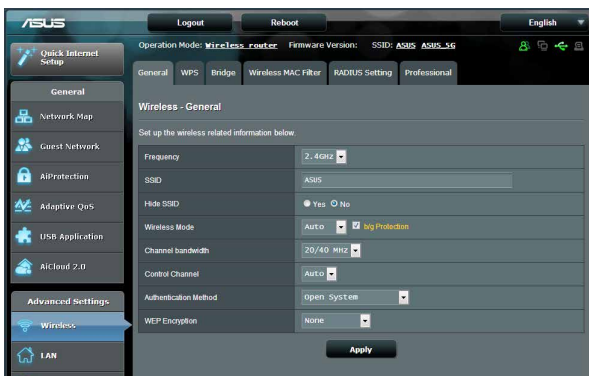 ASUS
Logout
Reboot
English
Quick Internet Setup
Operation Mode: Wireless router Firmware Version: SSID: ASUS ASUS_5G
General WPS Bridge Wireless MAC Filter RADIUS Setting Professional
General
Network Map
Guest Network
AiProtection
Adaptive QoS
USB Application
AiCloud 2.0
Advanced Settings
Wireless
LAN
Wireless - General
Set up the wireless related information below.
Frequency 2.4GHz
SSID ASUS
Hide SSID Yes No
Wireless Mode Auto b/g Protection
Channel bandwidth 20/40 MHz
Control Channel Auto
Authentication Method Open System
WEP Encryption None
Apply